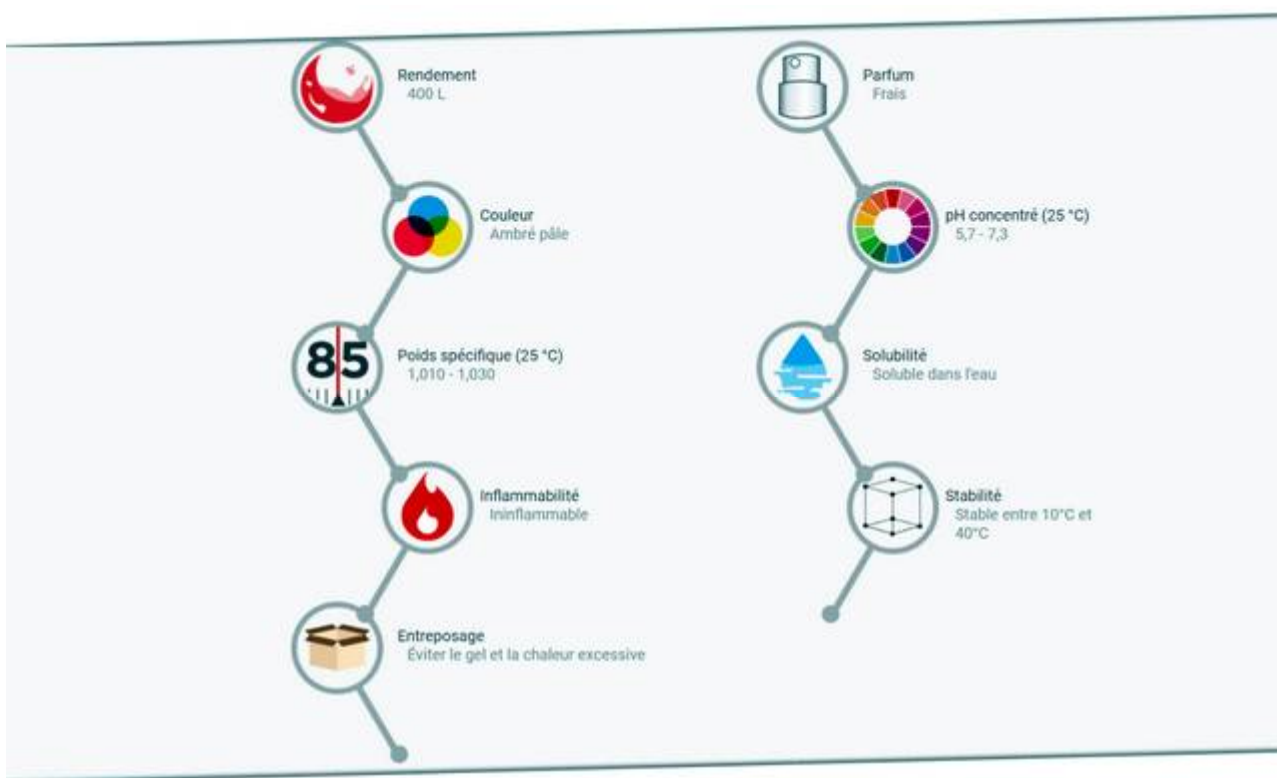 Rendement
400 L
Couleur
Ambré pâle
Poids spécifique (25 °C)
1,010 - 1,030
85
Inflammabilité
Ininflammable
Entreposage
Éviter le gel et la chaleur excessive
Parfum
Frais
pH concentré (25 °C)
5,7 - 7,3
Solubilité
Soluble dans l'eau
Stabilité
Stable entre 10°C et
40°C